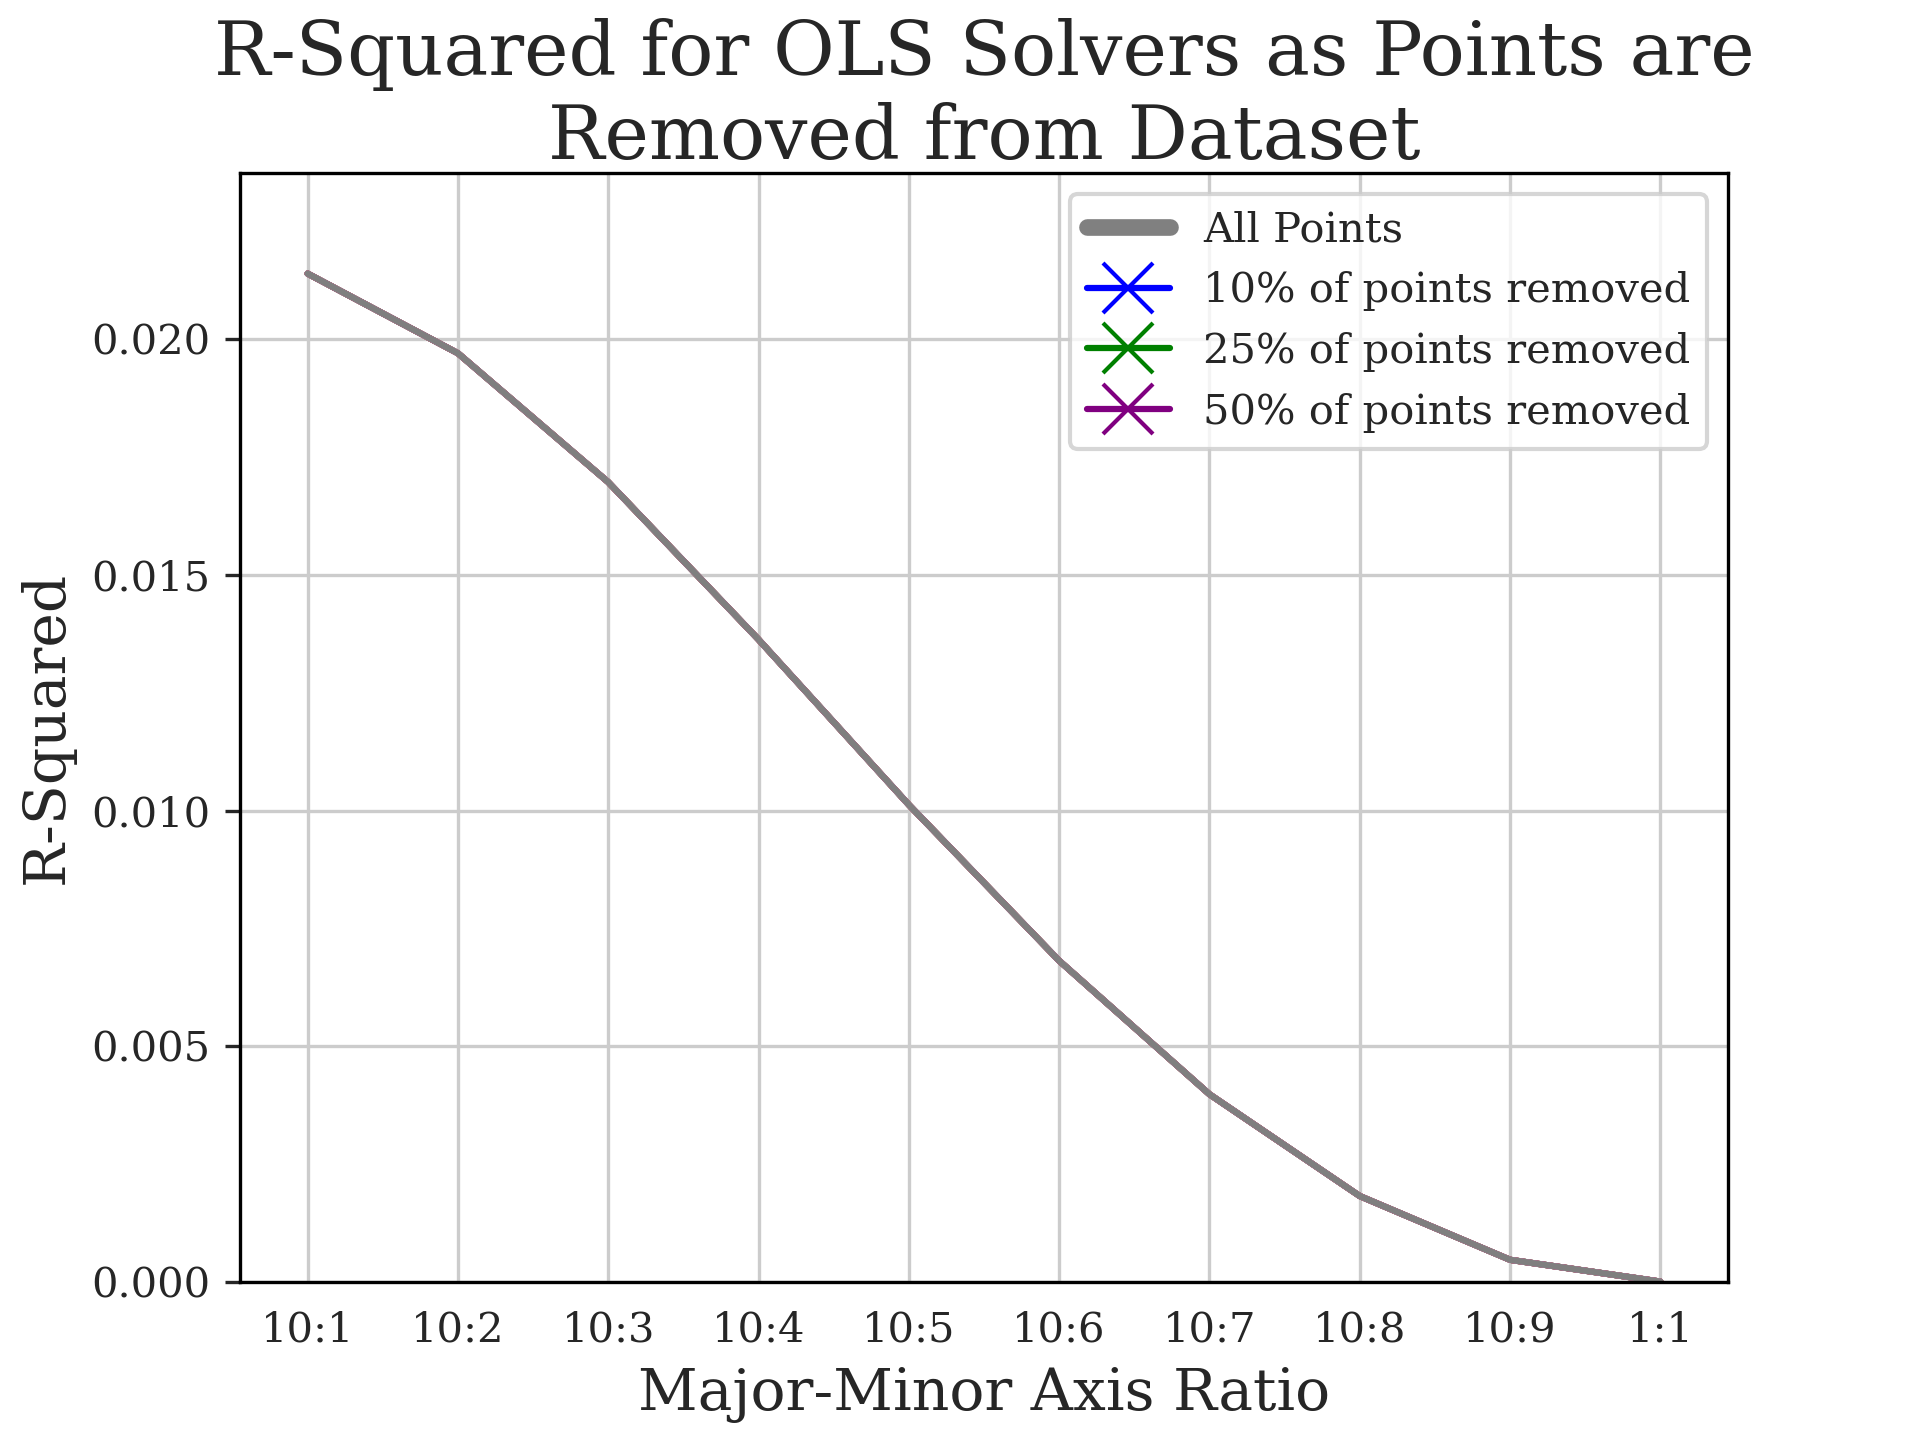 R-Squared for OLS Solvers as Points are
Removed from Dataset
All Points
10% of points removed
25% of points removed
50% of points removed
R-Squared
0.020
0.015
0.010
0.005
0.000
10:1 10:2 10:3 10:4 10:5 10:6 10:7 10:8 10:9 1:1
Major-Minor Axis Ratio